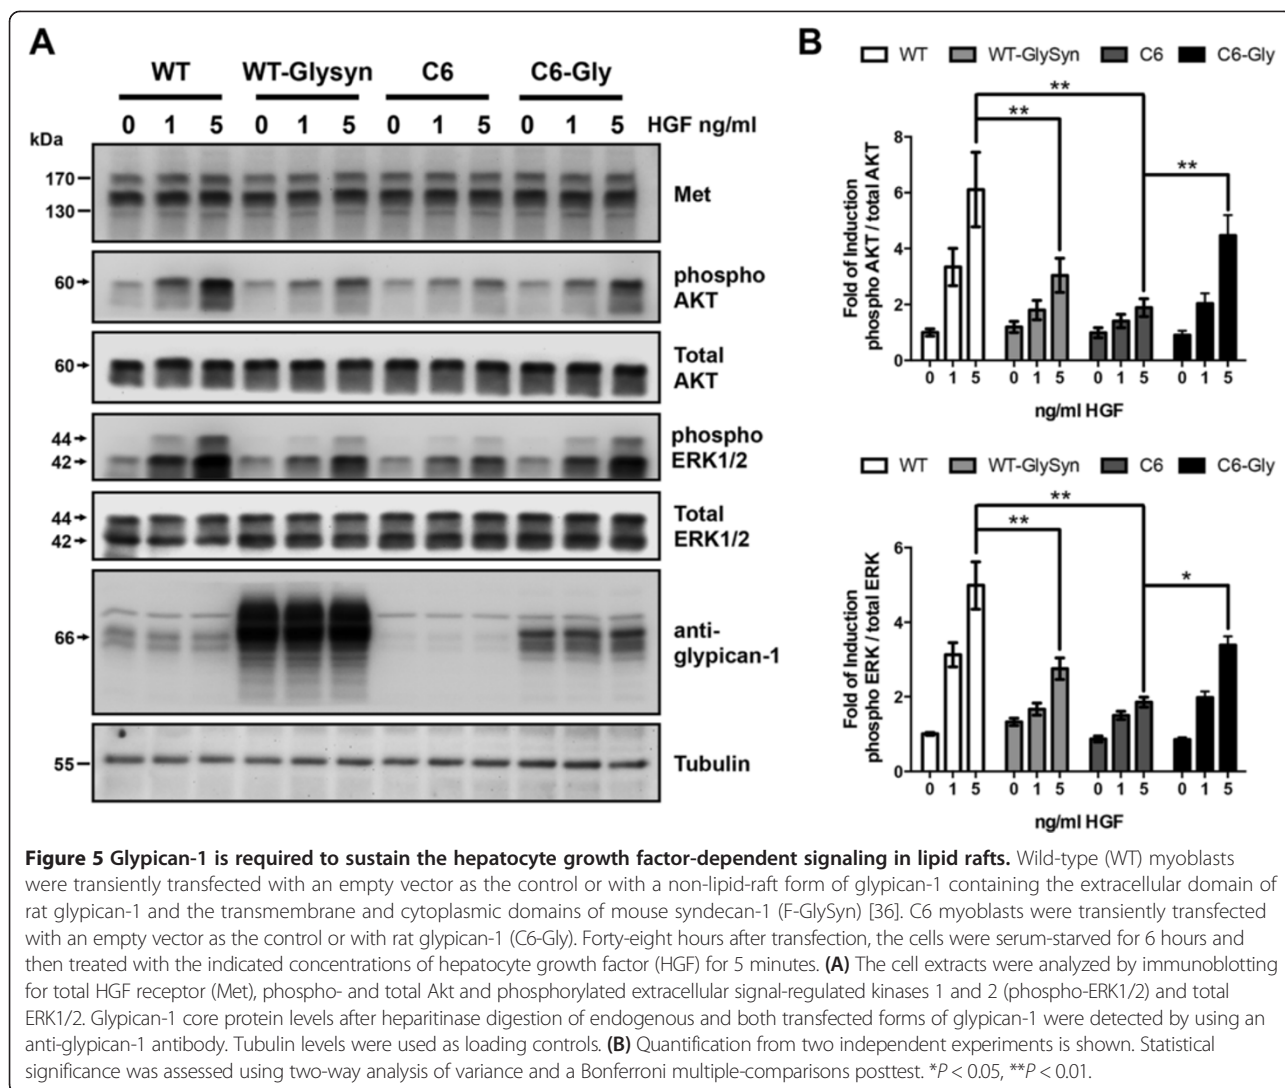 A
WT WT-Glysyn C6 C6-Gly
0 1 5 0 1 5 0 1 5 0 1 5 HGF ng/ml
kDa
170
130
Met
60
phospho
AKT
60
Total
AKT
44
42
phospho
ERK1/2
44
42
Total
ERK1/2
66
anti-
glypican-1
55
Tubulin
B
WT WT-GlySyn C6 C6-Gly
**
**
**
Fold of Induction
phospho AKT / total AKT
8
6
4
2
0
0 1 5 0 1 5 0 1 5 0 1 5
ng/ml HGF
WT WT-GlySyn C6 C6-Gly
**
**
*
Fold of Induction
phospho ERK / total ERK
6
4
2
0
0 1 5 0 1 5 0 1 5 0 1 5
ng/ml HGF
Figure 5 Glypican-1 is required to sustain the hepatocyte growth factor-dependent signaling in lipid rafts. Wild-type (WT) myoblasts
were transiently transfected with an empty vector as the control or with a non-lipid-raft form of glypican-1 containing the extracellular domain of
rat glypican-1 and the transmembrane and cytoplasmic domains of mouse syndecan-1 (F-GlySyn) [36]. C6 myoblasts were transiently transfected
with an empty vector as the control or with rat glypican-1 (C6-Gly). Forty-eight hours after transfection, the cells were serum-starved for 6 hours and
then treated with the indicated concentrations of hepatocyte growth factor (HGF) for 5 minutes. (A) The cell extracts were analyzed by immunoblotting
for total HGF receptor (Met), phospho- and total Akt and phosphorylated extracellular signal-regulated kinases 1 and 2 (phospho-ERK1/2) and total
ERK1/2. Glypican-1 core protein levels after heparitinase digestion of endogenous and both transfected forms of glypican-1 were detected by using an
anti-glypican-1 antibody. Tubulin levels were used as loading controls. (B) Quantification from two independent experiments is shown. Statistical
significance was assessed using two-way analysis of variance and a Bonferroni multiple-comparisons posttest. *P < 0.05, **P < 0.01.